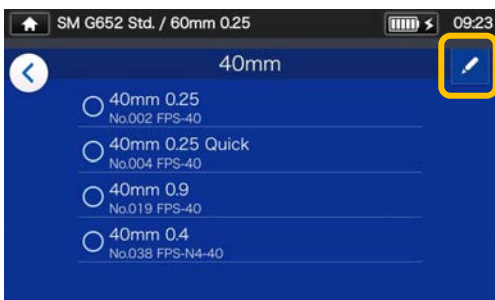 SM G652 Std. / 60mm 0.25 09:23
40mm
40mm 0.25
No.002 FPS-40
40mm 0.25 Quick
No.004 FPS-40
40mm 0.9
No.019 FPS-40
40mm 0.4
No.038 FPS-N4-40